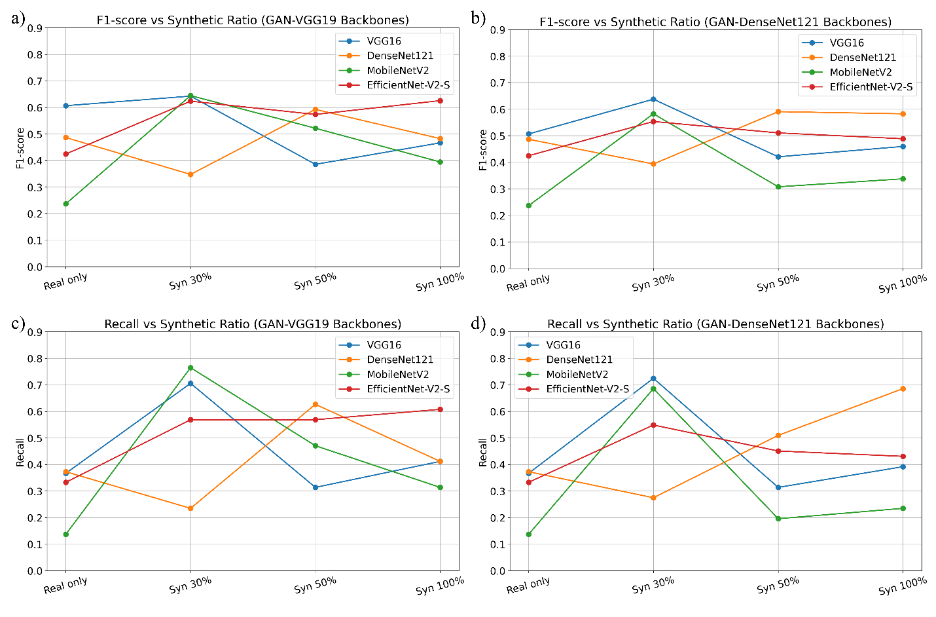 a)
F1-score vs Synthetic Ratio (GAN-VGG19 Backbones)
VGG16
DenseNet121
MobileNetV2
EfficientNet-V2-S
F1-score
0.9
0.8
0.7
0.6
0.5
0.4
0.3
0.2
0.1
0.0
Real only
Syn 30%
Syn 50%
Syn 100%
b)
F1-score vs Synthetic Ratio (GAN-DenseNet121 Backbones)
VGG16
DenseNet121
MobileNetV2
EfficientNet-V2-S
F1-score
0.9
0.8
0.7
0.6
0.5
0.4
0.3
0.2
0.1
0.0
Real only
Syn 30%
Syn 50%
Syn 100%
c)
Recall vs Synthetic Ratio (GAN-VGG19 Backbones)
VGG16
DenseNet121
MobileNetV2
EfficientNet-V2-S
Recall
0.9
0.8
0.7
0.6
0.5
0.4
0.3
0.2
0.1
0.0
Real only
Syn 30%
Syn 50%
Syn 100%
d)
Recall vs Synthetic Ratio (GAN-DenseNet121 Backbones)
VGG16
DenseNet121
MobileNetV2
EfficientNet-V2-S
Recall
0.9
0.8
0.7
0.6
0.5
0.4
0.3
0.2
0.1
0.0
Real only
Syn 30%
Syn 50%
Syn 100%